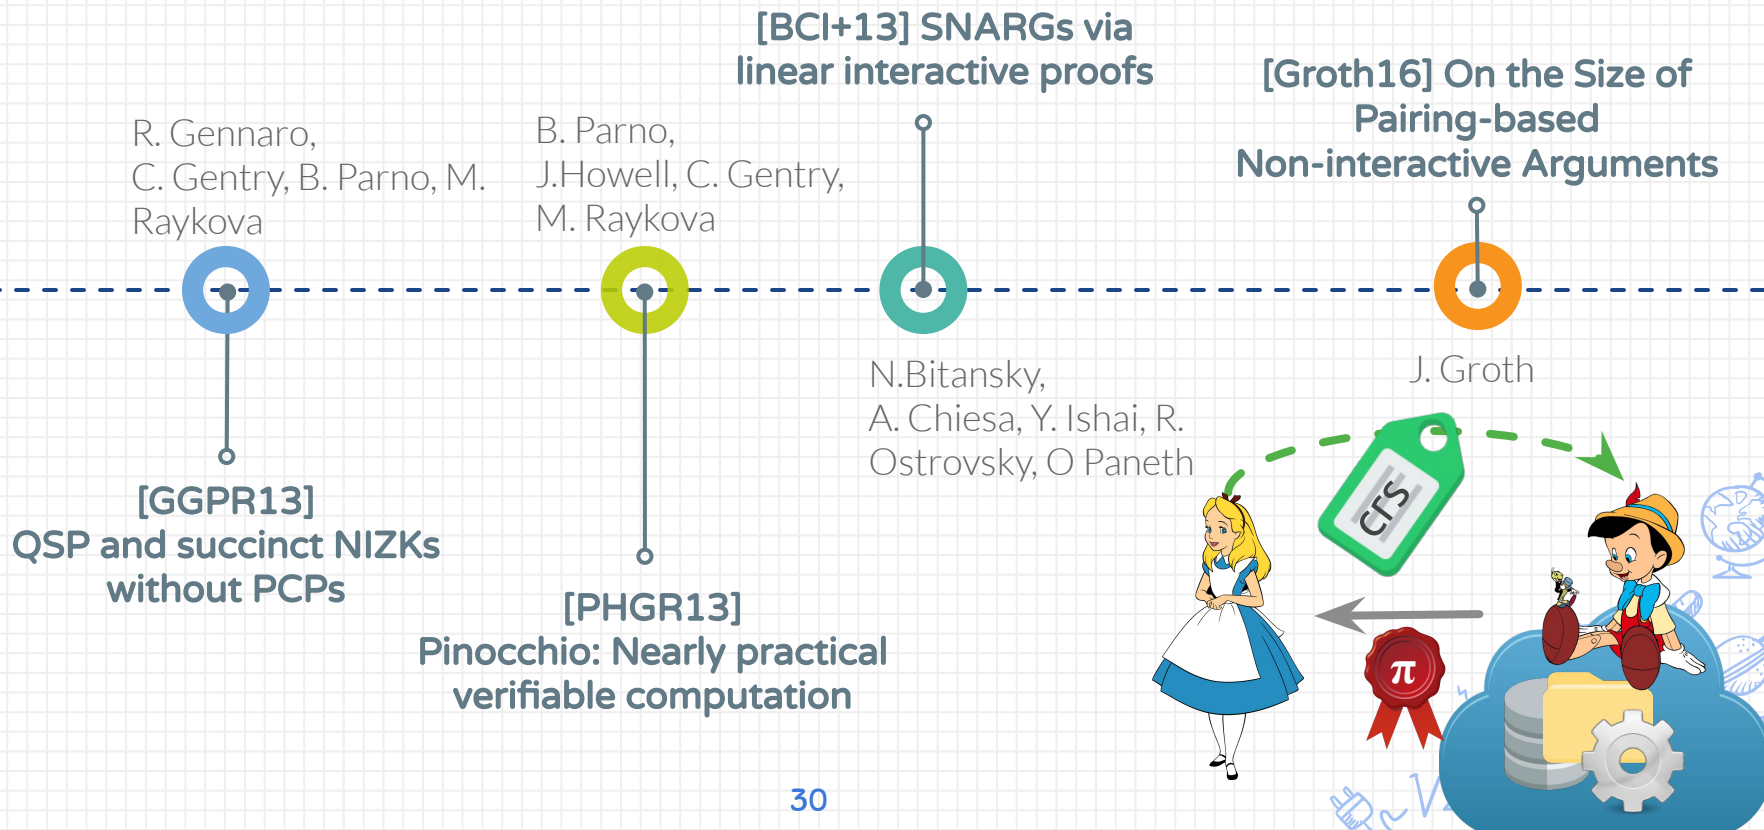 [BCI+13] SNARGs via
linear interactive proofs
[Groth16] On the Size of
Pairing-based
Non-interactive Arguments
R. Gennaro,
C. Gentry, B. Parno, M.
Raykova
B. Parno,
J.Howell, C. Gentry,
M. Raykova
N.Bitansky,
A. Chiesa, Y. Ishai, R.
Ostrovsky, O Paneth
J. Groth
[GGPR13]
QSP and succinct NIZKs
without PCPs
[PHGR13]
Pinocchio: Nearly practical
verifiable computation
crs
π
30